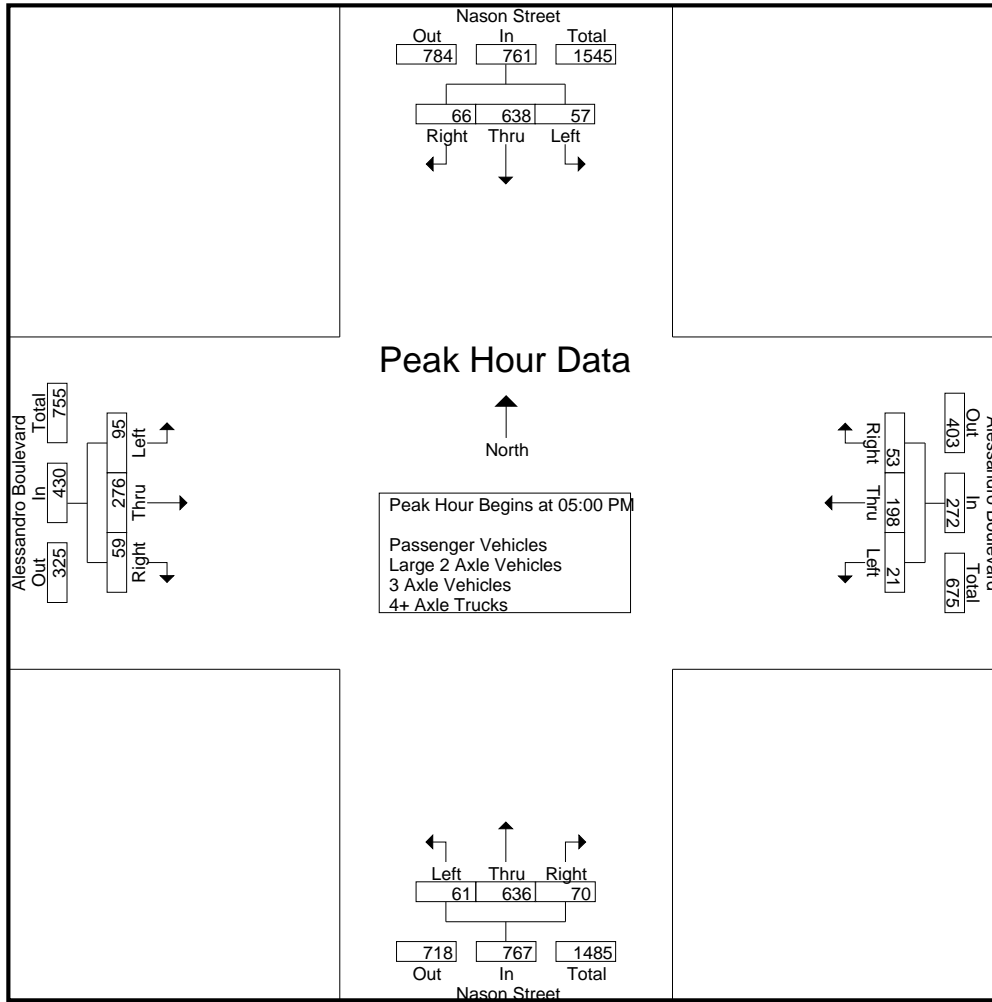 Nason Street
Out In Total
784 761 1545
66 638 57
Right Thru Left
Peak Hour Data
North
Peak Hour Begins at 05:00 PM
Passenger Vehicles
Large 2 Axle Vehicles
3 Axle Vehicles
4+ Axle Trucks
Alessandro Boulevard
Out In Total
325 430 755
Left Thru Right
95 276 59
Alessandro Boulevard
Out In Total
403 272 675
53 198 21
Right Thru Left
Left Thru Right
61 636 70
718 767 1485
Out In Total
Nason Street